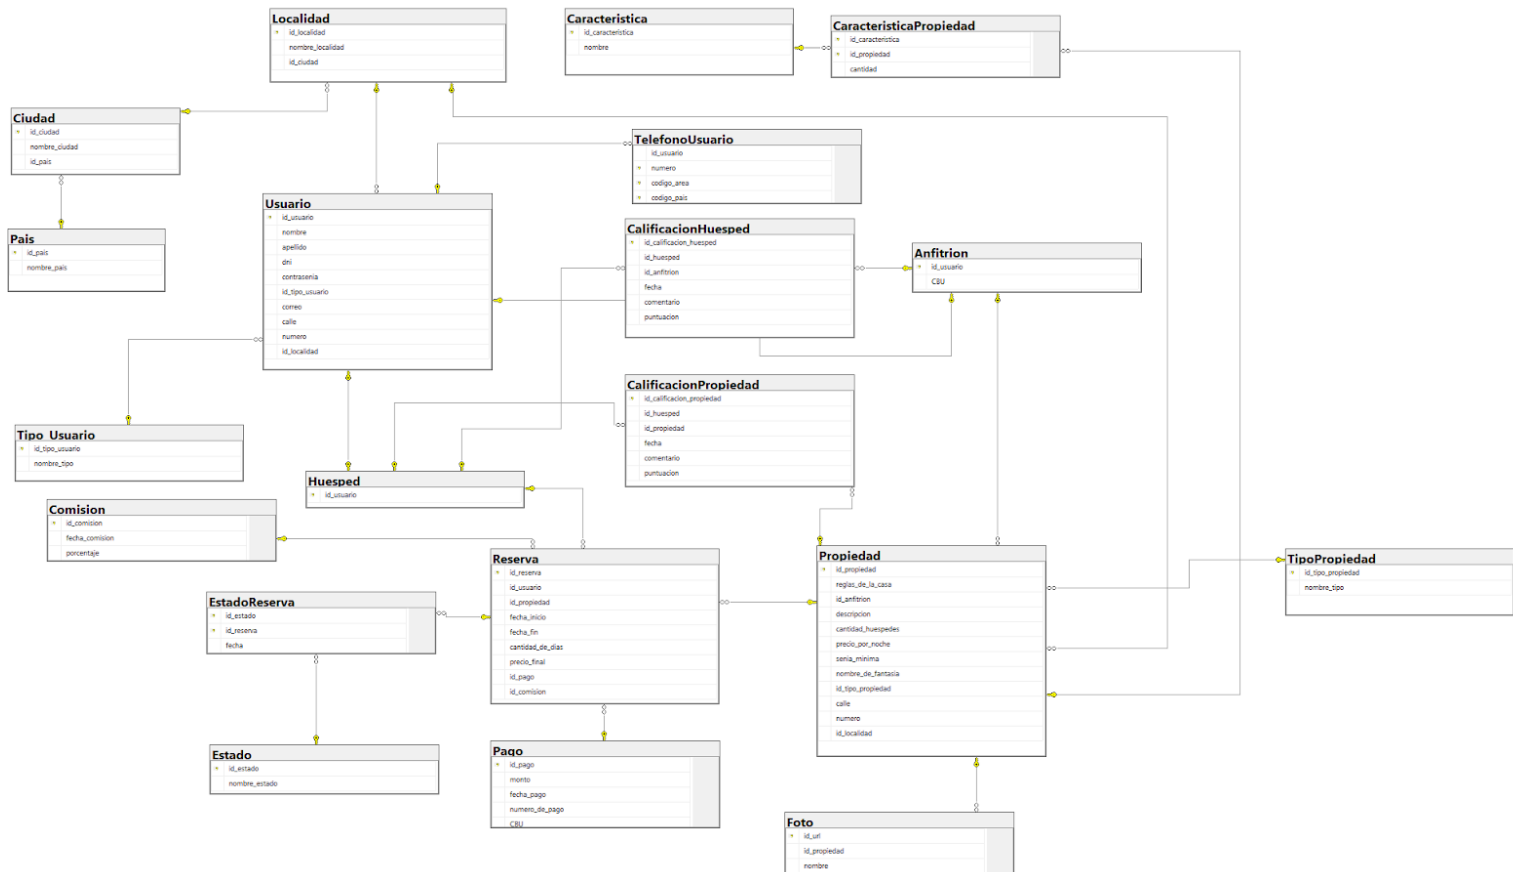 Localidad
id_localidad
nombre_localidad
id_ciudad
Caracteristica
id_caracteristica
nombre
CaracteristicaPropiedad
id_caracteristica
id_propiedad
cantidad
Ciudad
id_ciudad
nombre_ciudad
id_pais
TelefonoUsuario
id_usuario
numero
codigo_area
codigo_pais
Usuario
id_usuario
nombre
apellido
dni
contrasenia
id_tipo_usuario
correo
calle
numero
id_localidad
Pais
id_pais
nombre_pais
CalificacionHuesped
id_calificacion_huesped
id_huesped
id_anfitrion
fecha
comentario
puntuacion
Anfitrion
id_usuario
CBU
CalificacionPropiedad
id_calificacion_propiedad
id_huesped
id_propiedad
fecha
comentario
puntuacion
Tipo_Usuario
id_tipo_usuario
nombre_tipo
Huesped
id_usuario
Comision
id_comision
fecha_comision
porcentaje
Reserva
id_reserva
id_usuario
id_propiedad
fecha_inicio
fecha_fin
cantidad_de_dias
precio_final
id_pago
id_comision
Propiedad
id_propiedad
reglas_de_la_casa
id_anfitrion
descripcion
cantidad_huespedes
precio_por_noche
senia_minima
nombre_de_fantasia
id_tipo_propiedad
calle
numero
id_localidad
TipoPropiedad
id_tipo_propiedad
nombre_tipo
EstadoReserva
id_estado
id_reserva
fecha
Estado
id_estado
nombre_estado
Pago
id_pago
monto
fecha_pago
numero_de_pago
CBU
Foto
id_url
id_propiedad
nombre